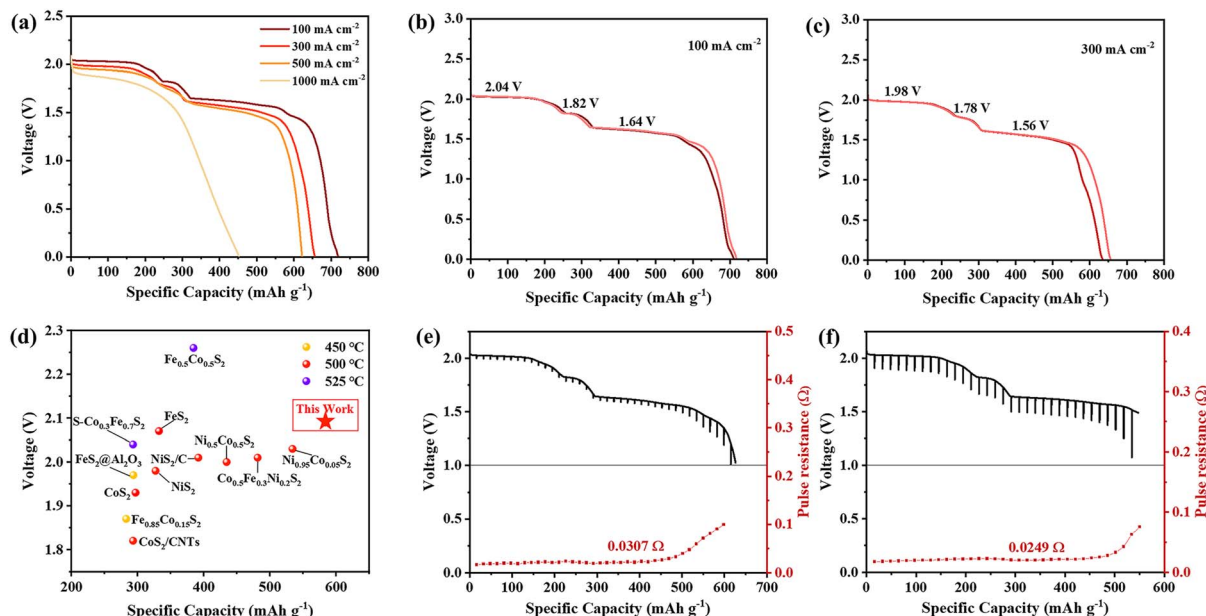 (a)
100 mA cm⁻²
300 mA cm⁻²
500 mA cm⁻²
1000 mA cm⁻²
2.5
2.0
1.5
1.0
0.5
0.0
Voltage (V)
0 100 200 300 400 500 600 700 800
Specific Capacity (mAh g⁻¹)
(b)
100 mA cm⁻²
2.04 V
1.82 V
1.64 V
3.0
2.5
2.0
1.5
1.0
0.5
0.0
Voltage (V)
0 100 200 300 400 500 600 700 800
Specific Capacity (mAh g⁻¹)
(c)
300 mA cm⁻²
1.98 V
1.78 V
1.56 V
3.0
2.5
2.0
1.5
1.0
0.5
0.0
Voltage (V)
0 100 200 300 400 500 600 700 800
Specific Capacity (mAh g⁻¹)
(d)
450 °C
500 °C
525 °C
Fe₀.₅Co₀.₅S₂
This Work
S-Co₀.₃Fe₀.₇S₂
FeS₂
FeS₂@Al₂O₃
NiS₂/C
Ni₀.₅Co₀.₅S₂
Ni₀.₉₅Co₀.₀₅S₂
Co₀.₅Fe₀.₃Ni₀.₂S₂
NiS₂
CoS₂
Fe₀.₈₅Co₀.₁₅S₂
CoS₂/CNTs
2.3
2.2
2.1
2.0
1.9
1.8
Voltage (V)
200 300 400 500 600
Specific Capacity (mAh g⁻¹)
(e)
0.0307 Ω
2.0
1.5
1.0
0.5
0.0
Voltage (V)
0.5
0.4
0.3
0.2
0.1
0.0
Pulse resistance (Ω)
0 100 200 300 400 500 600 700
Specific Capacity (mAh g⁻¹)
(f)
0.0249 Ω
2.0
1.5
1.0
0.5
0.0
Voltage (V)
0.4
0.3
0.2
0.1
0.0
Pulse resistance (Ω)
0 100 200 300 400 500 600
Specific Capacity (mAh g⁻¹)